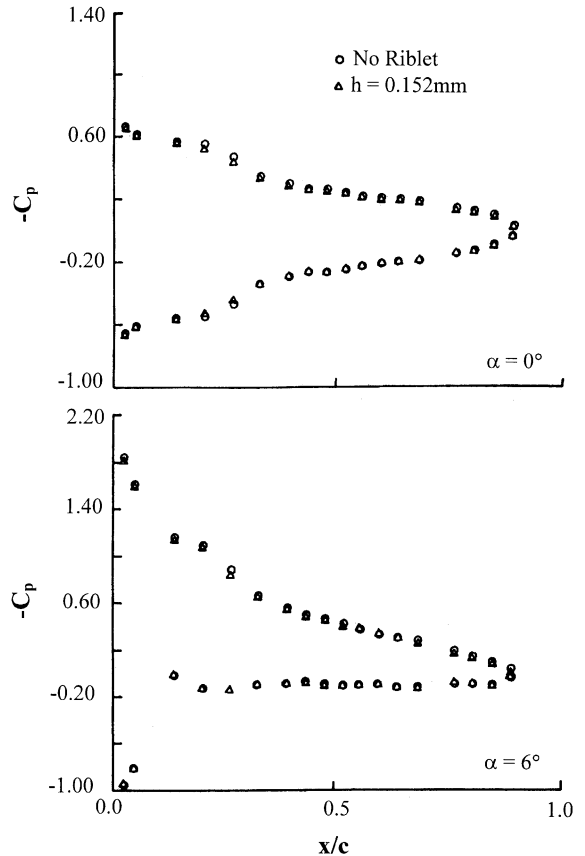 1.40
No Riblet
h = 0.152mm
0.60
-Cp
-0.20
α = 0°
-1.00
2.20
1.40
-Cp
0.60
-0.20
α = 6°
-1.00
0.0 0.5 1.0
x/c